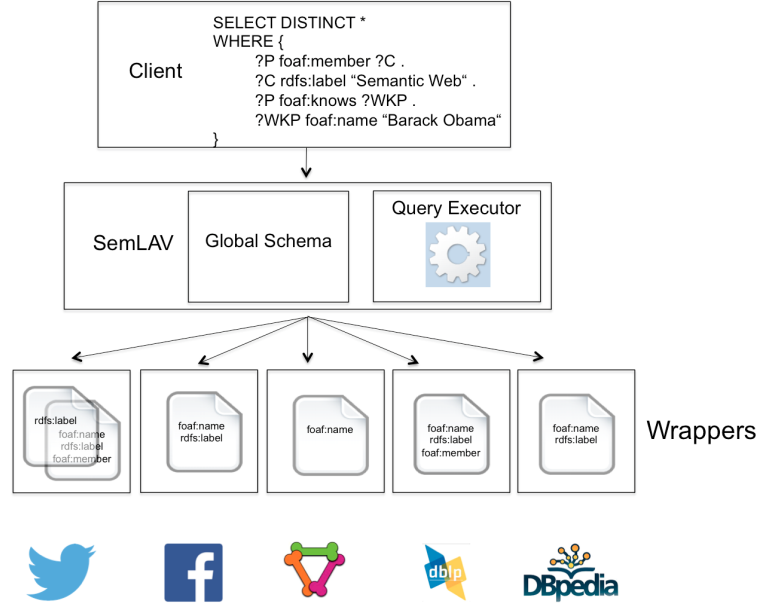 Client
SELECT DISTINCT *
WHERE {
?P foaf:member ?C .
?C rdfs:label “Semantic Web“ .
?P foaf:knows ?WKP .
?WKP foaf:name “Barack Obama“
}
SemLAV
Global Schema
Query Executor
rdfs:label
foaf:name
rdfs:label
foaf:member
foaf:name
rdfs:label
foaf:name
foaf:name
rdfs:label
foaf:member
foaf:name
rdfs:label
Wrappers
dblp
DBpedia